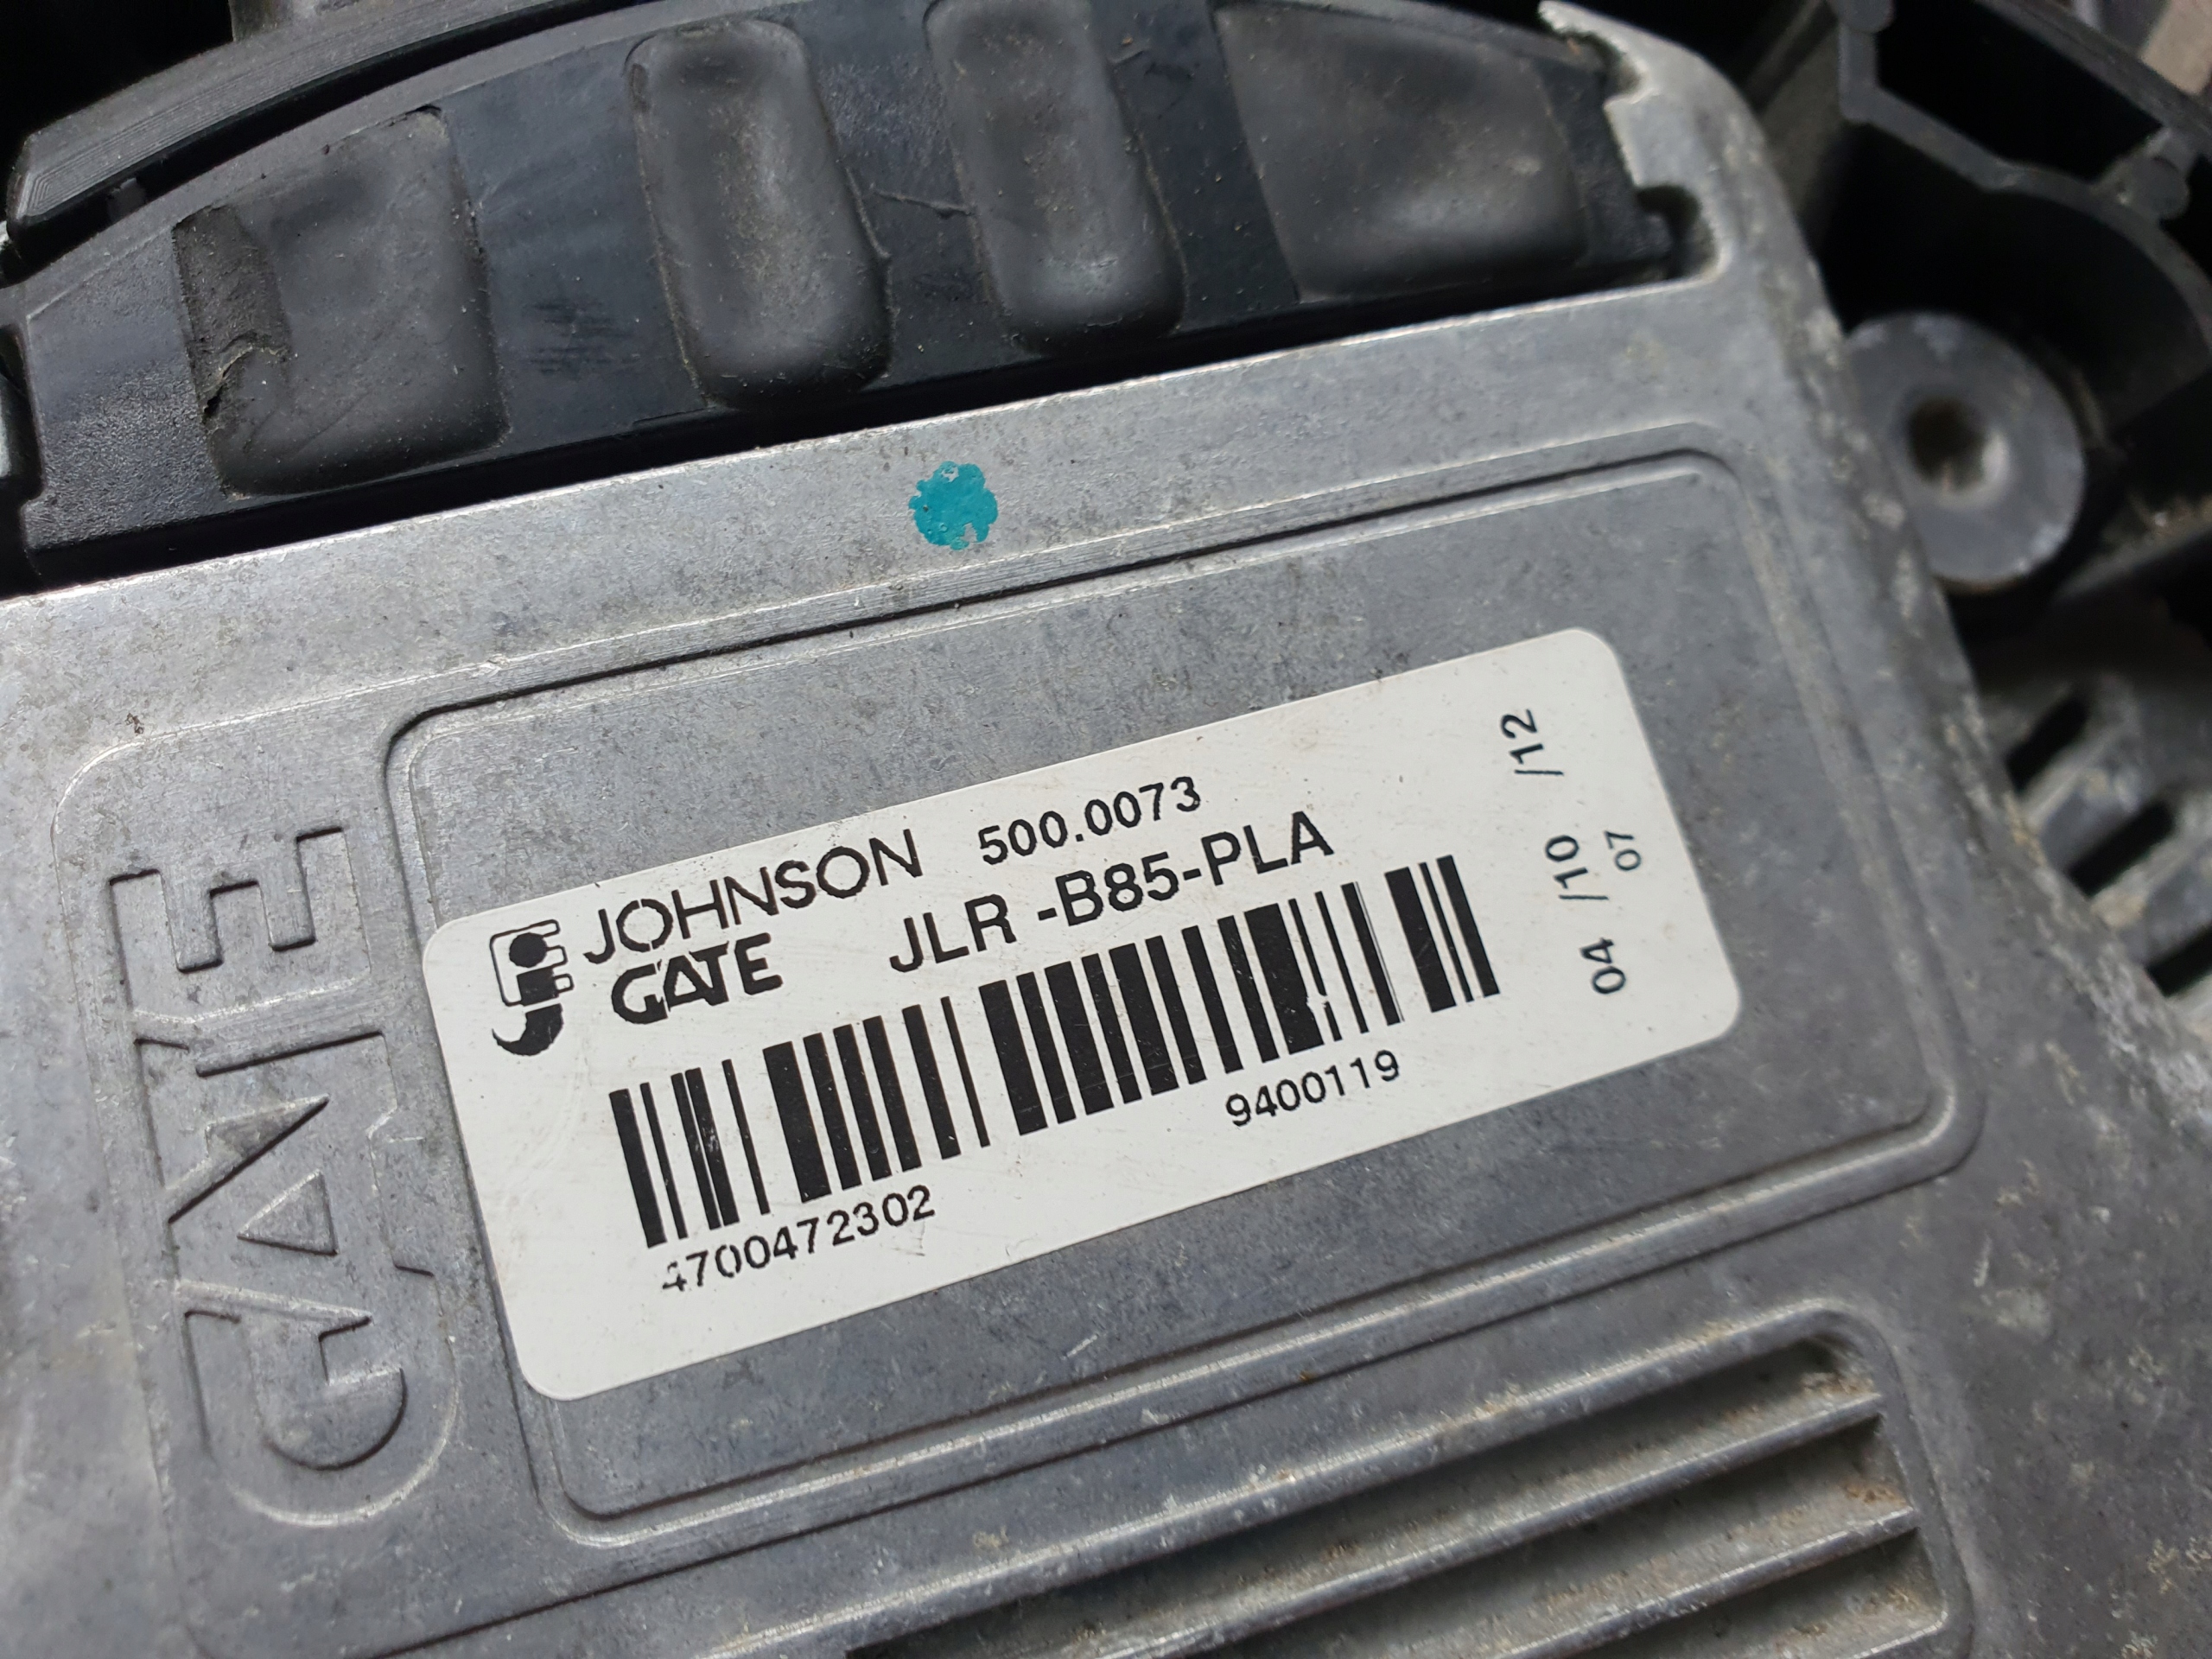 GATE
JOHNSON 500.0073
GATE JLR -B85-PLA
9400119
4700472302
04 /10 /12
07